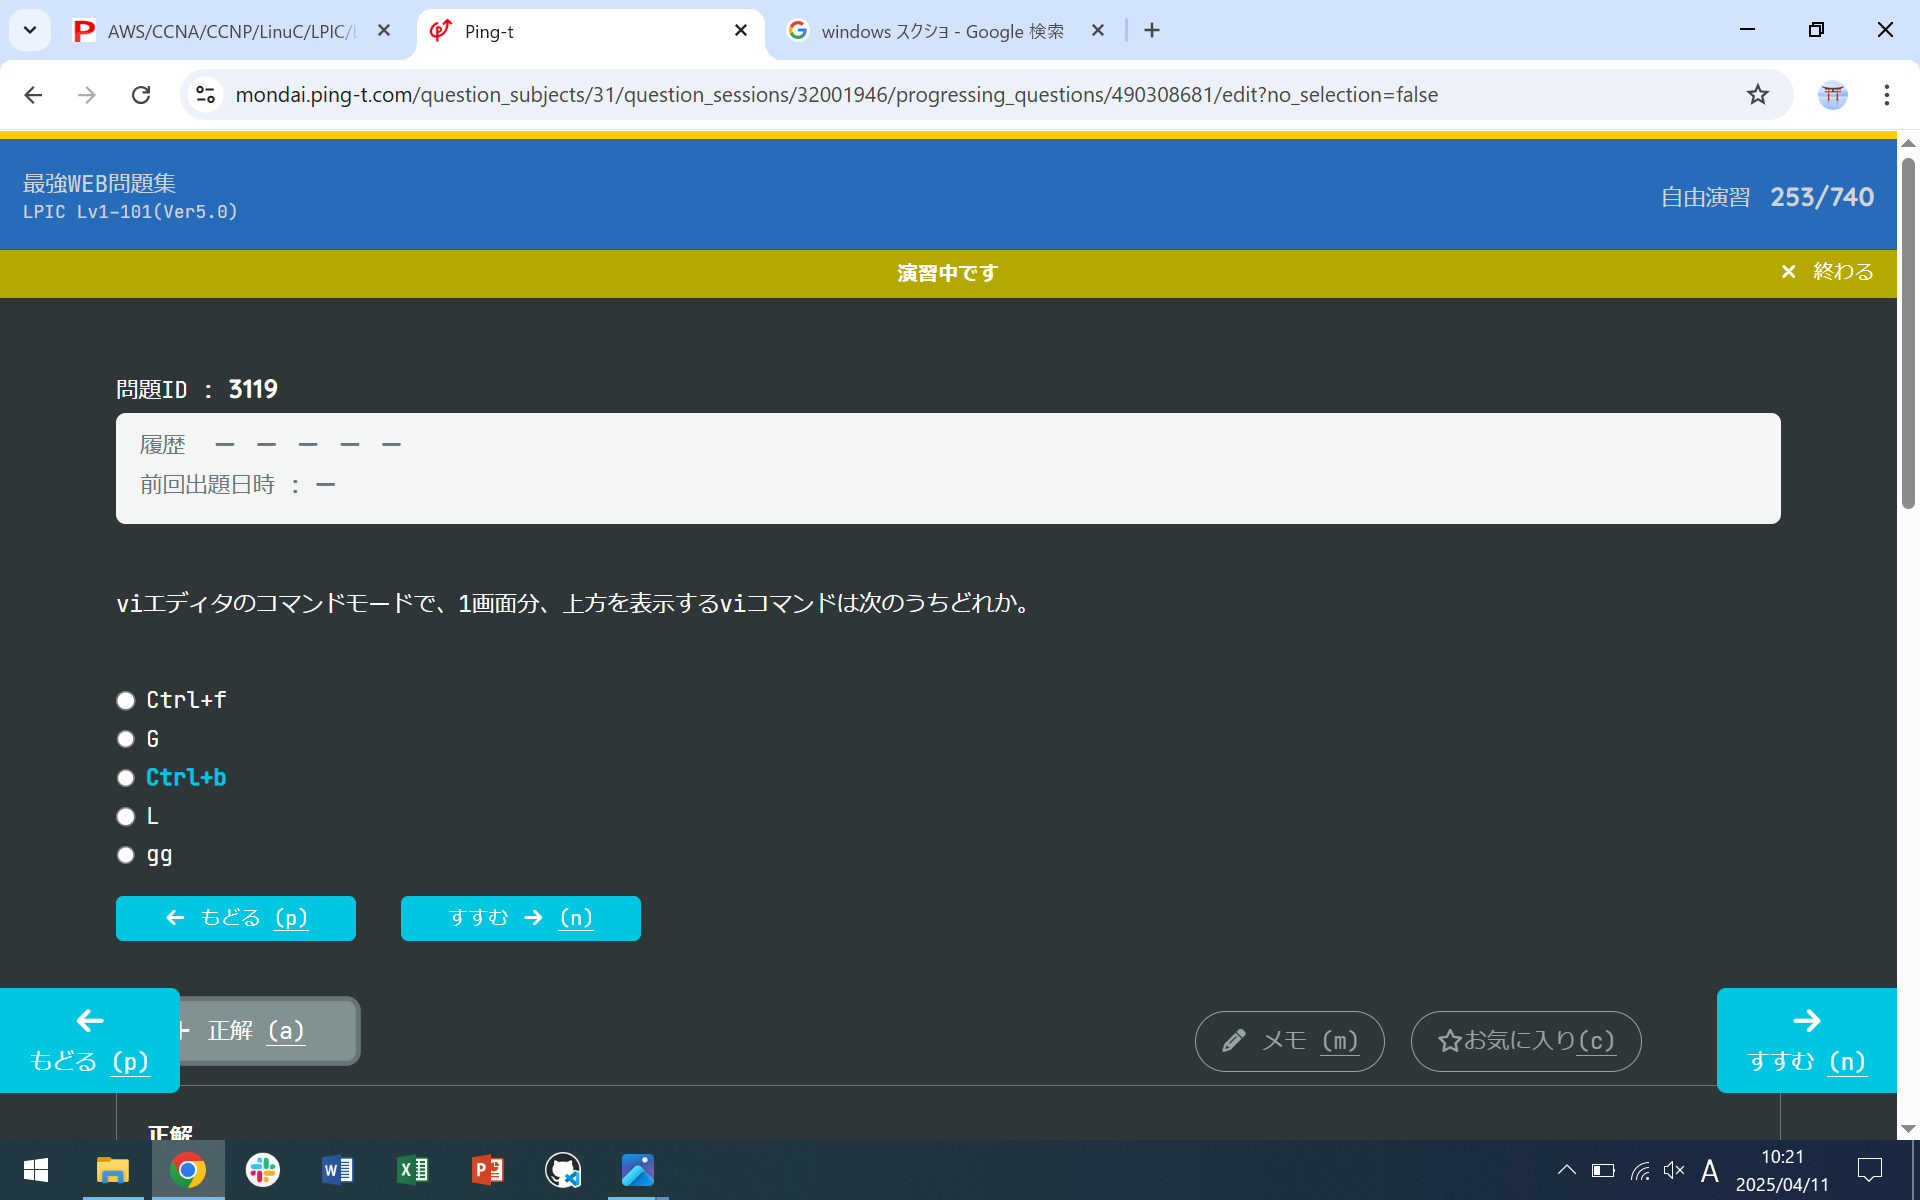 AWS/CCNA/CCNP/LinuC/LPIC/
Ping-t
windows スクショ - Google 検索
mondai.ping-t.com/question_subjects/31/question_sessions/32001946/progressing_questions/490308681/edit?no_selection=false
最強WEB問題集
LPIC Lv1-101(Ver5.0)
自由演習 253/740
演習中です
× 終わる
問題ID : 3119
履歴 ー ー ー ー ー
前回出題日時 : ー
viエディタのコマンドモードで、1画面分、上方を表示するviコマンドは次のうちどれか。
Ctrl+f
G
Ctrl+b
L
gg
← もどる (p)
すすむ → (n)
← もどる (p)
正解 (a)
メモ (m)
☆お気に入り(c)
→ すすむ (n)
正解
A
10:21
2025/04/11